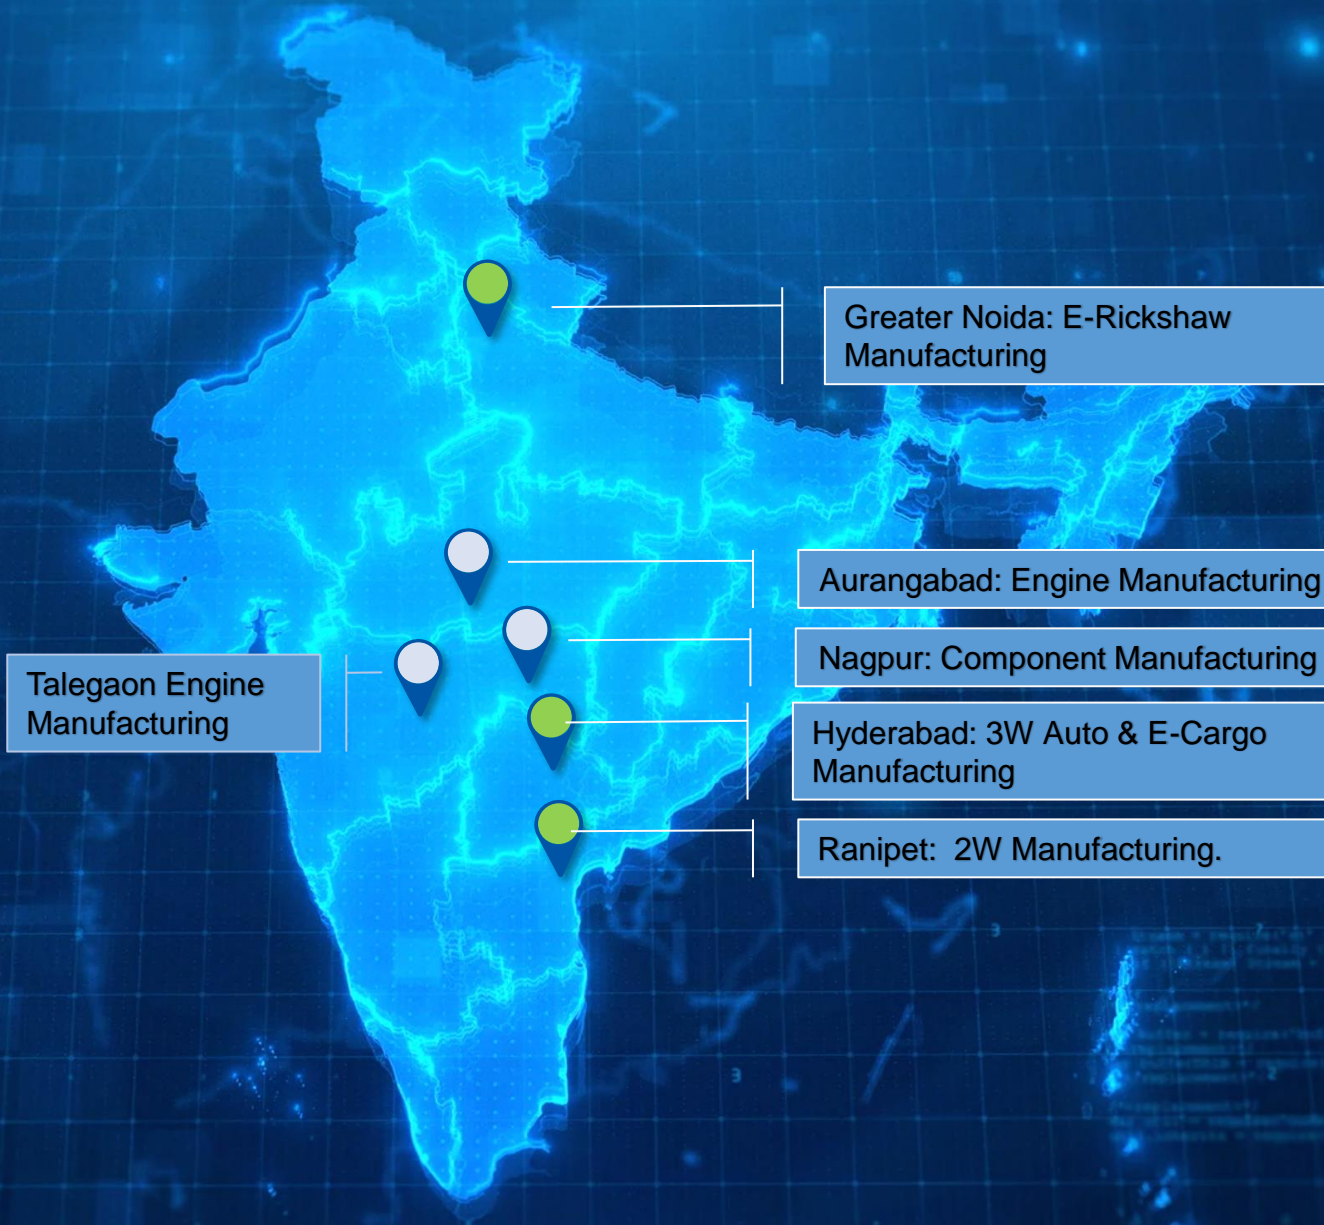 Greater Noida: E-Rickshaw
Manufacturing
Aurangabad: Engine Manufacturing
Nagpur: Component Manufacturing
Talegaon Engine
Manufacturing
Hyderabad: 3W Auto & E-Cargo
Manufacturing
Ranipet: 2W Manufacturing.